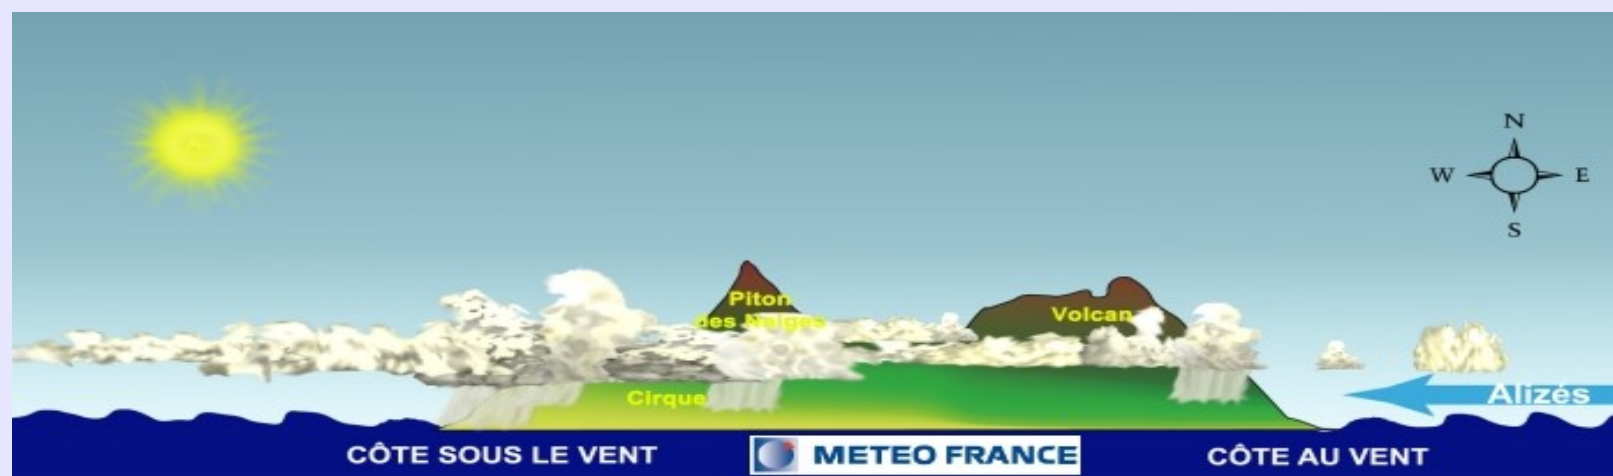 N
W E
S
Piton
des Neiges
Volcan
Cirque
Alizés
CÔTE SOUS LE VENT
METEO FRANCE
CÔTE AU VENT